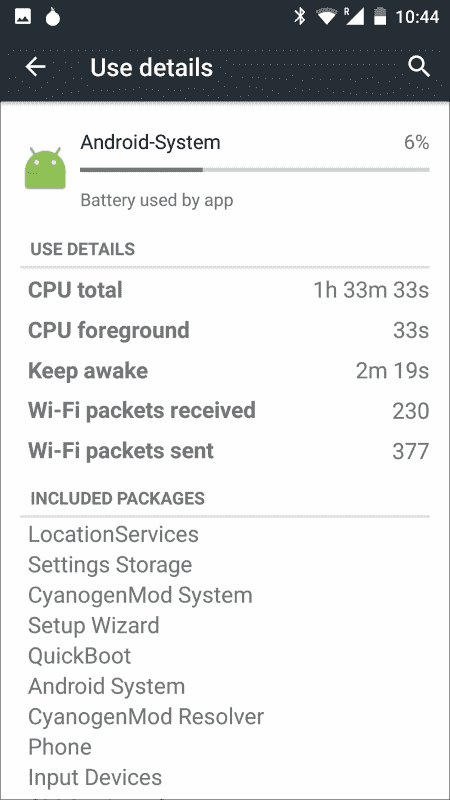 R 10:44
Use details
Android-System 6%
Battery used by app
USE DETAILS
CPU total 1h 33m 33s
CPU foreground 33s
Keep awake 2m 19s
Wi-Fi packets received 230
Wi-Fi packets sent 377
INCLUDED PACKAGES
LocationServices
Settings Storage
CyanogenMod System
Setup Wizard
QuickBoot
Android System
CyanogenMod Resolver
Phone
Input Devices